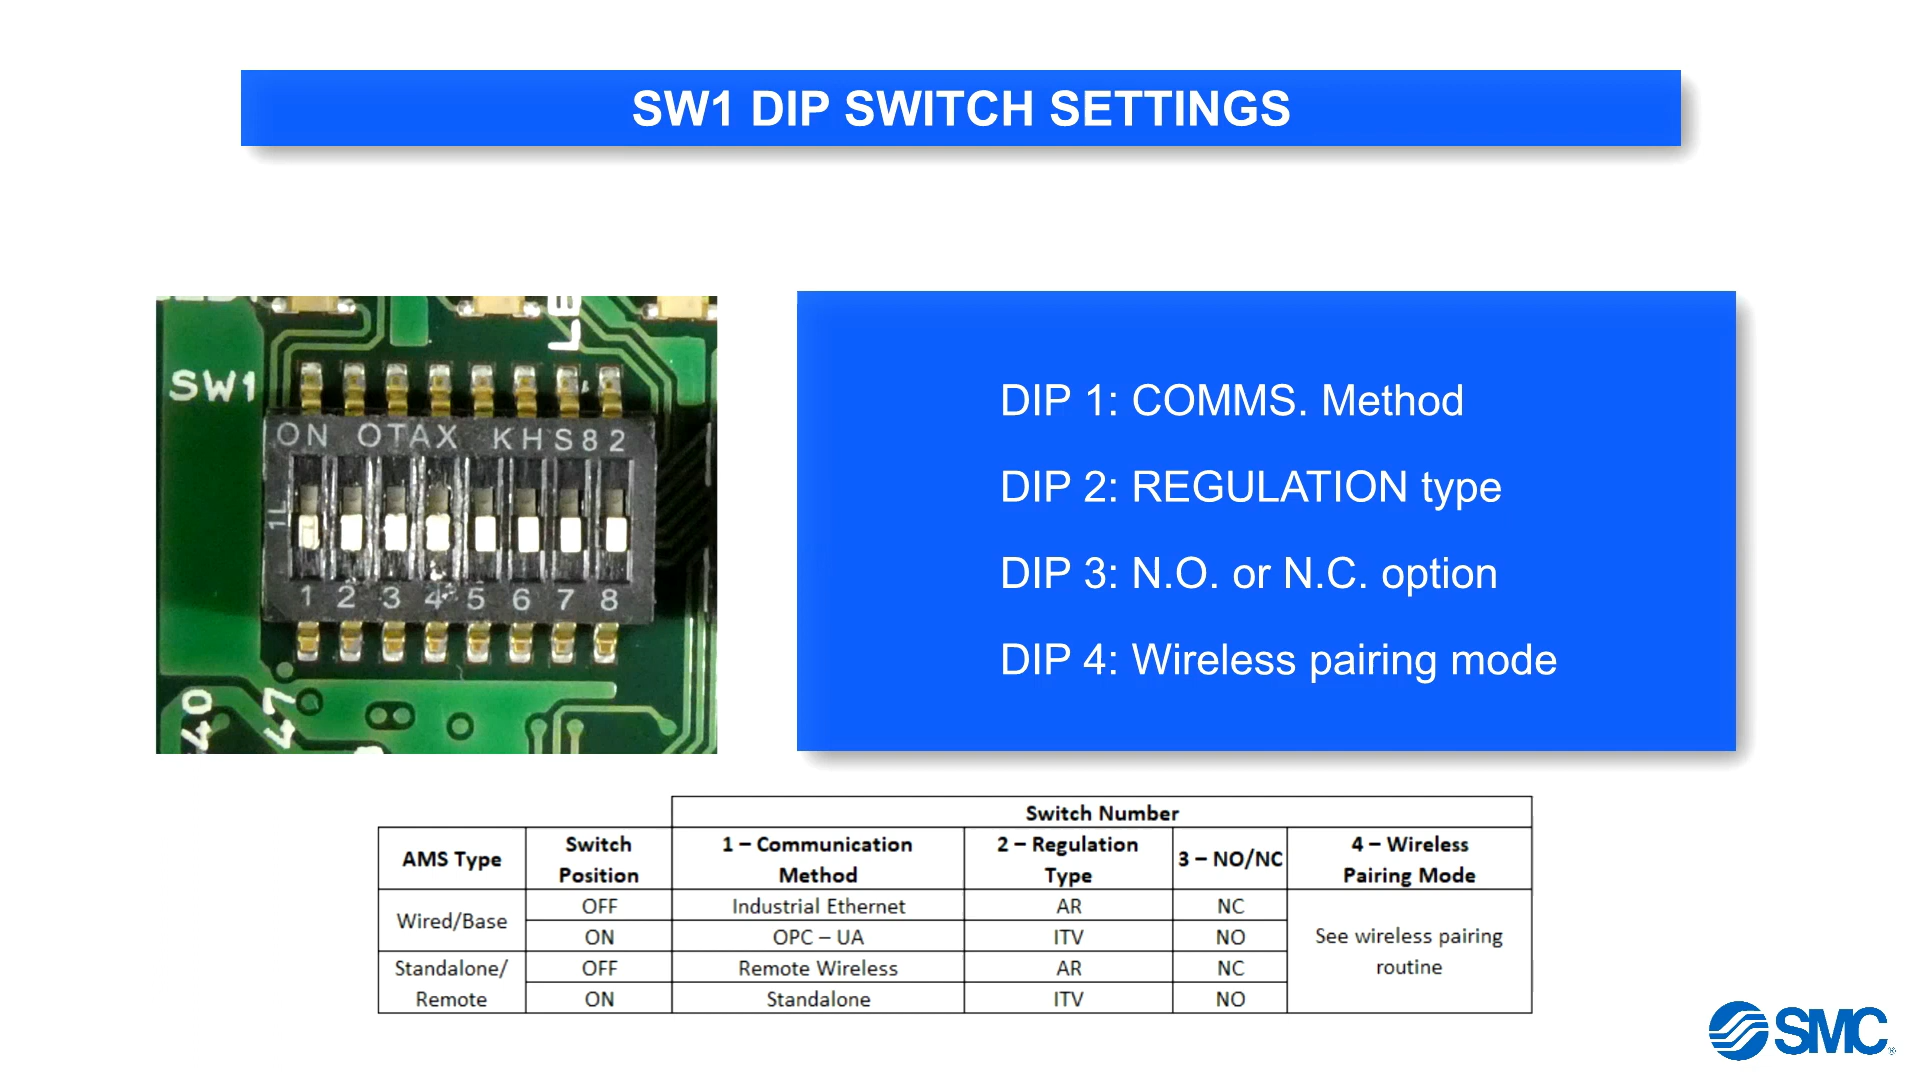 SW1 DIP SWITCH SETTINGS
SW1
ON OTAX KHS82
1L
1 2 3 4 5 6 7 8
40
47
DIP 1: COMMS. Method
DIP 2: REGULATION type
DIP 3: N.O. or N.C. option
DIP 4: Wireless pairing mode
Switch Number
AMS Type
Switch Position
1 – Communication Method
2 – Regulation Type
3 – NO/NC
4 – Wireless Pairing Mode
Wired/Base
OFF Industrial Ethernet AR NC
ON OPC – UA ITV NO
See wireless pairing routine
Standalone/ Remote
OFF Remote Wireless AR NC
ON Standalone ITV NO
SMC®